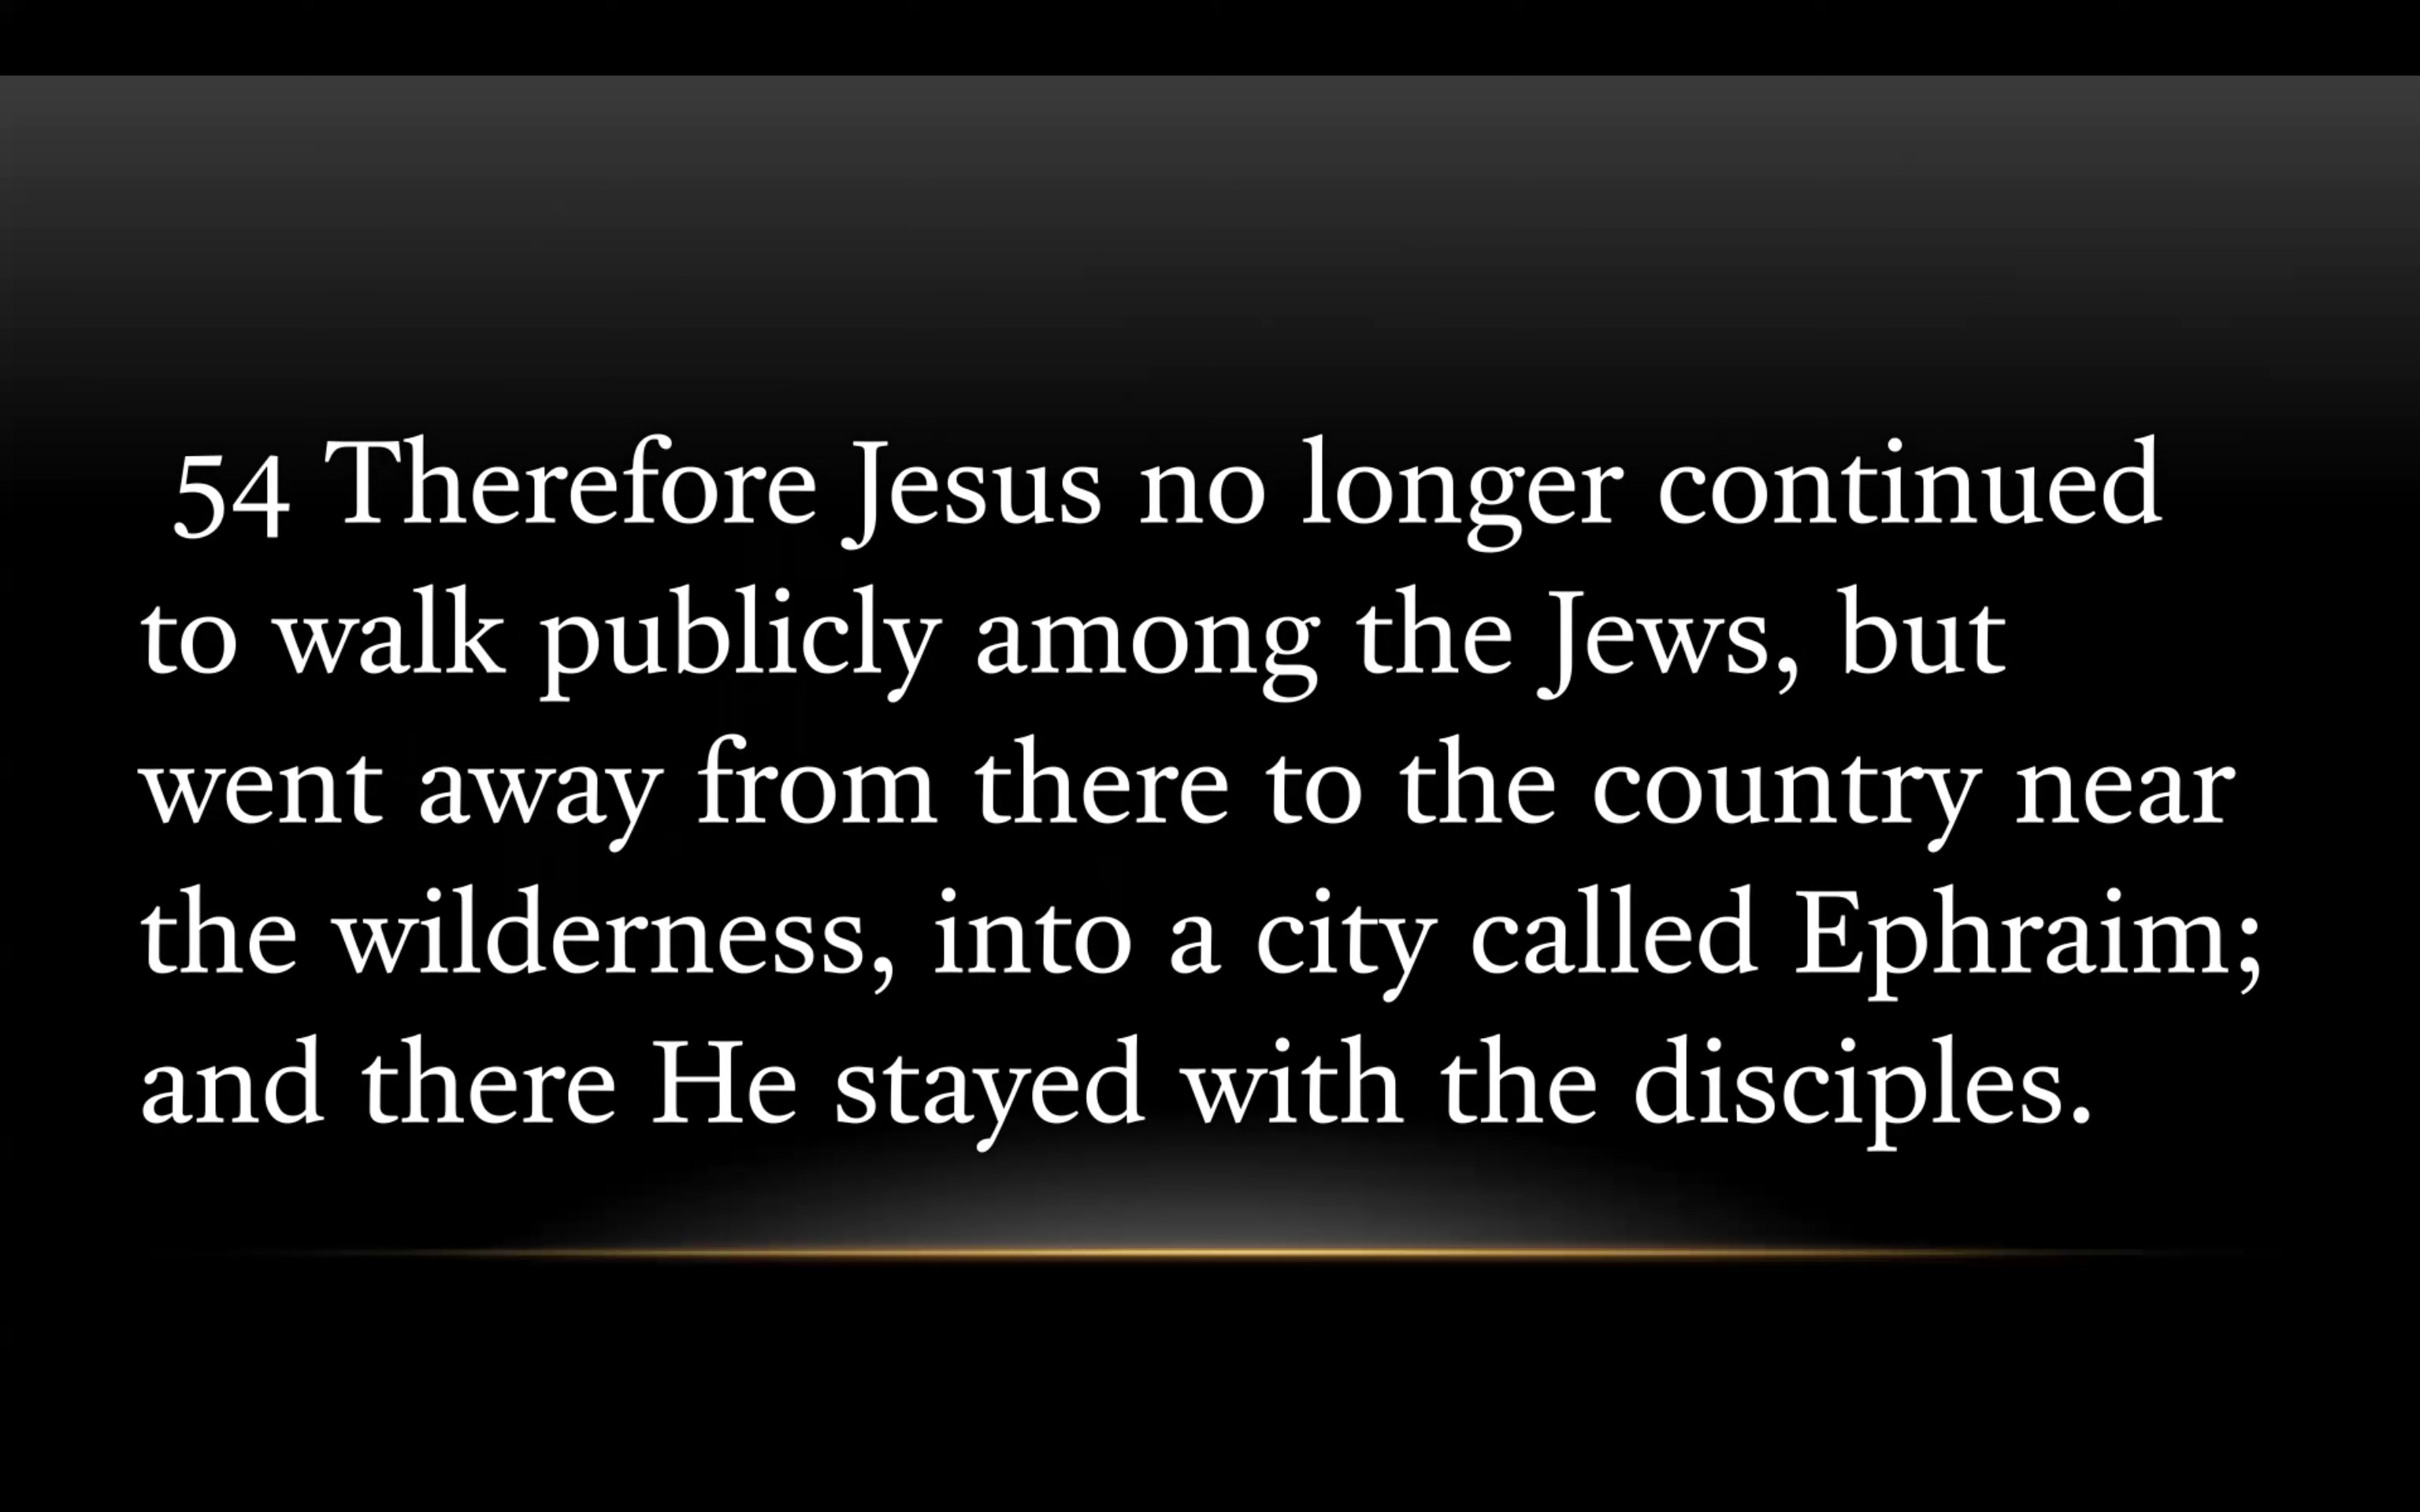 54 Therefore Jesus no longer continued
to walk publicly among the Jews, but
went away from there to the country near
the wilderness, into a city called Ephraim;
and there He stayed with the disciples.